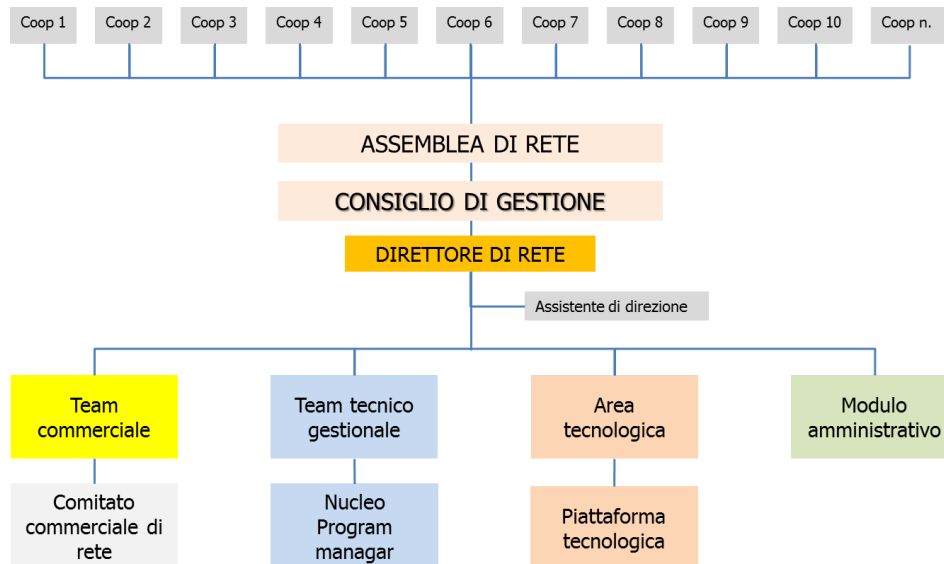 Coop 1
Coop 2
Coop 3
Coop 4
Coop 5
Coop 6
Coop 7
Coop 8
Coop 9
Coop 10
Coop n.
ASSEMBLEA DI RETE
CONSIGLIO DI GESTIONE
DIRETTORE DI RETE
Assistente di direzione
Team
commerciale
Team tecnico
gestionale
Area
tecnologica
Modulo
amministrativo
Comitato
commerciale di
rete
Nucleo
Program
managar
Piattaforma
tecnologica